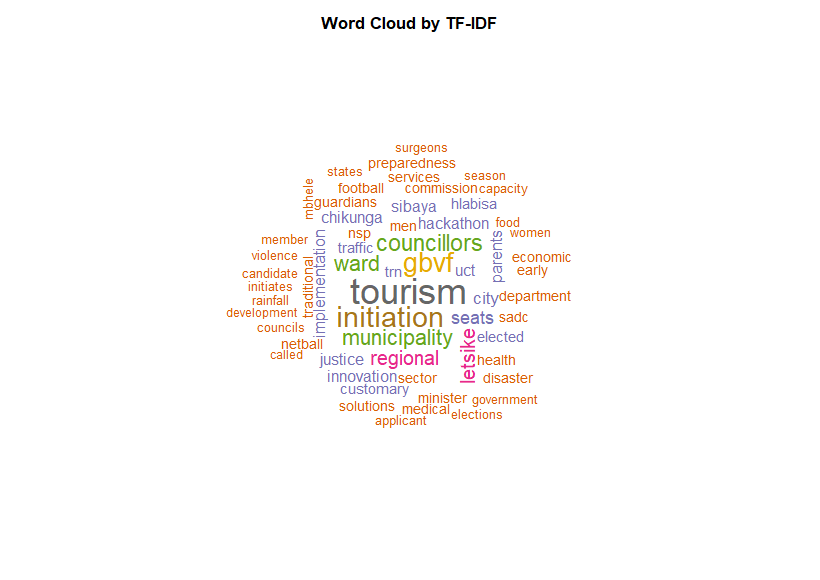 Word Cloud by TF-IDF
surgeons
preparedness
states
services
season
mbhele
football
commission
capacity
guardians
sibaya
hlabisa
chikunga
men
hackathon
food
nsp
women
member
traffic
councillors
parents
violence
ward
gbvf
economic
candidate
trn
uct
early
initiates
traditional
implementation
tourism
city
department
rainfall
development
initiation
seats
sadc
councils
netball
municipality
elected
called
justice
regional
letsike
health
innovation
sector
disaster
customary
minister
government
solutions
medical
elections
applicant